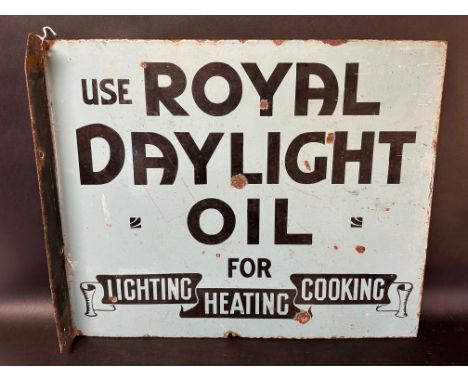 USE ROYAL
DAYLIGHT
OIL
FOR
LIGHTING HEATING COOKING